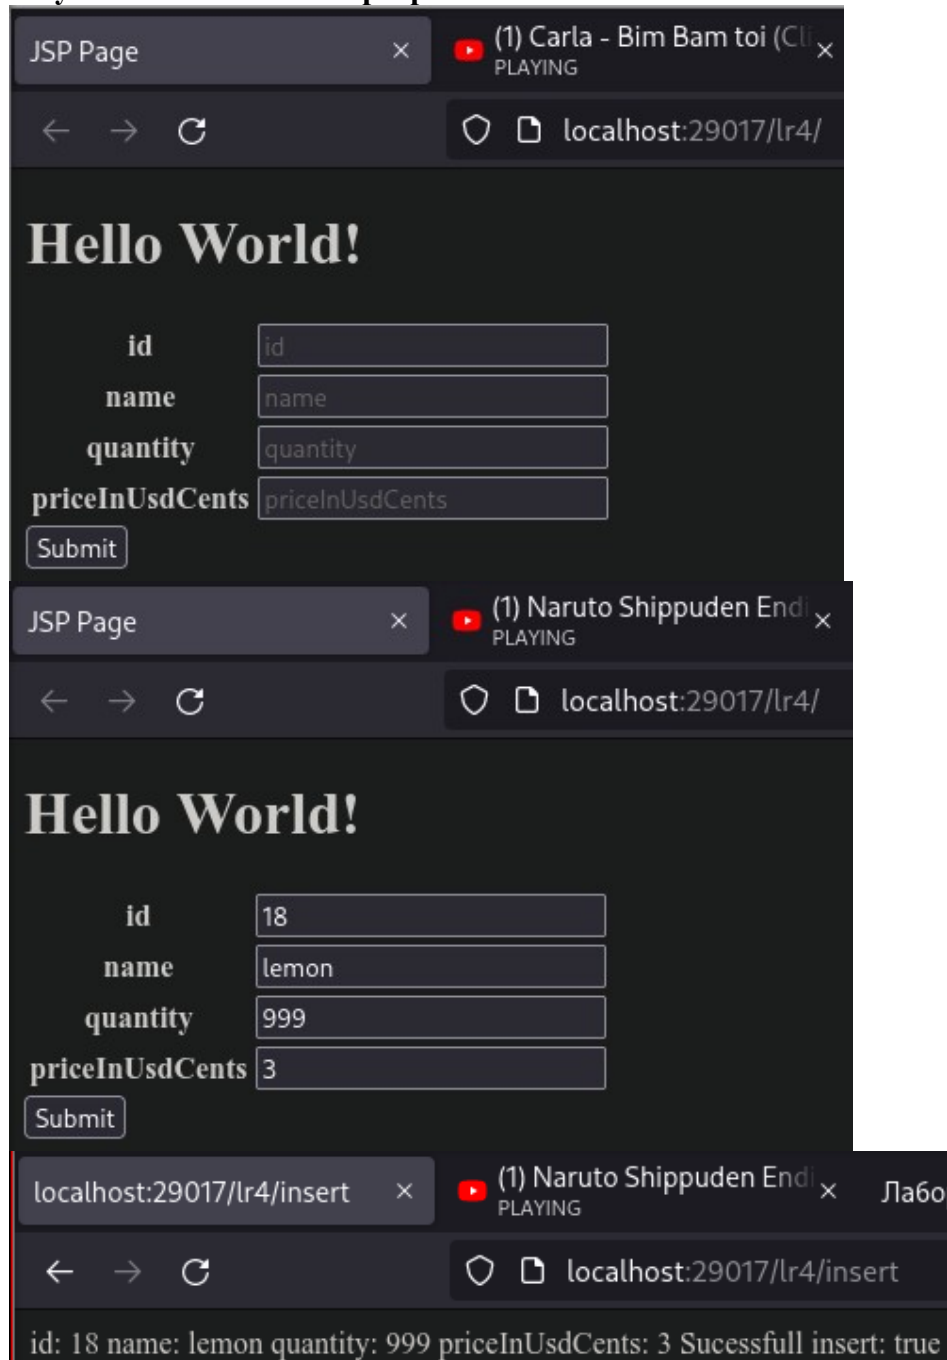 JSP Page
(1) Carla - Bim Bam toi (Cli
PLAYING
localhost:29017/lr4/
Hello World!
id id
name name
quantity quantity
priceInUsdCents priceInUsdCents
Submit
JSP Page
(1) Naruto Shippuden Endi
PLAYING
localhost:29017/lr4/
Hello World!
id 18
name lemon
quantity 999
priceInUsdCents 3
Submit
localhost:29017/lr4/insert
(1) Naruto Shippuden Endi
PLAYING
Лабо
localhost:29017/lr4/insert
id: 18 name: lemon quantity: 999 priceInUsdCents: 3 Sucessfull insert: true